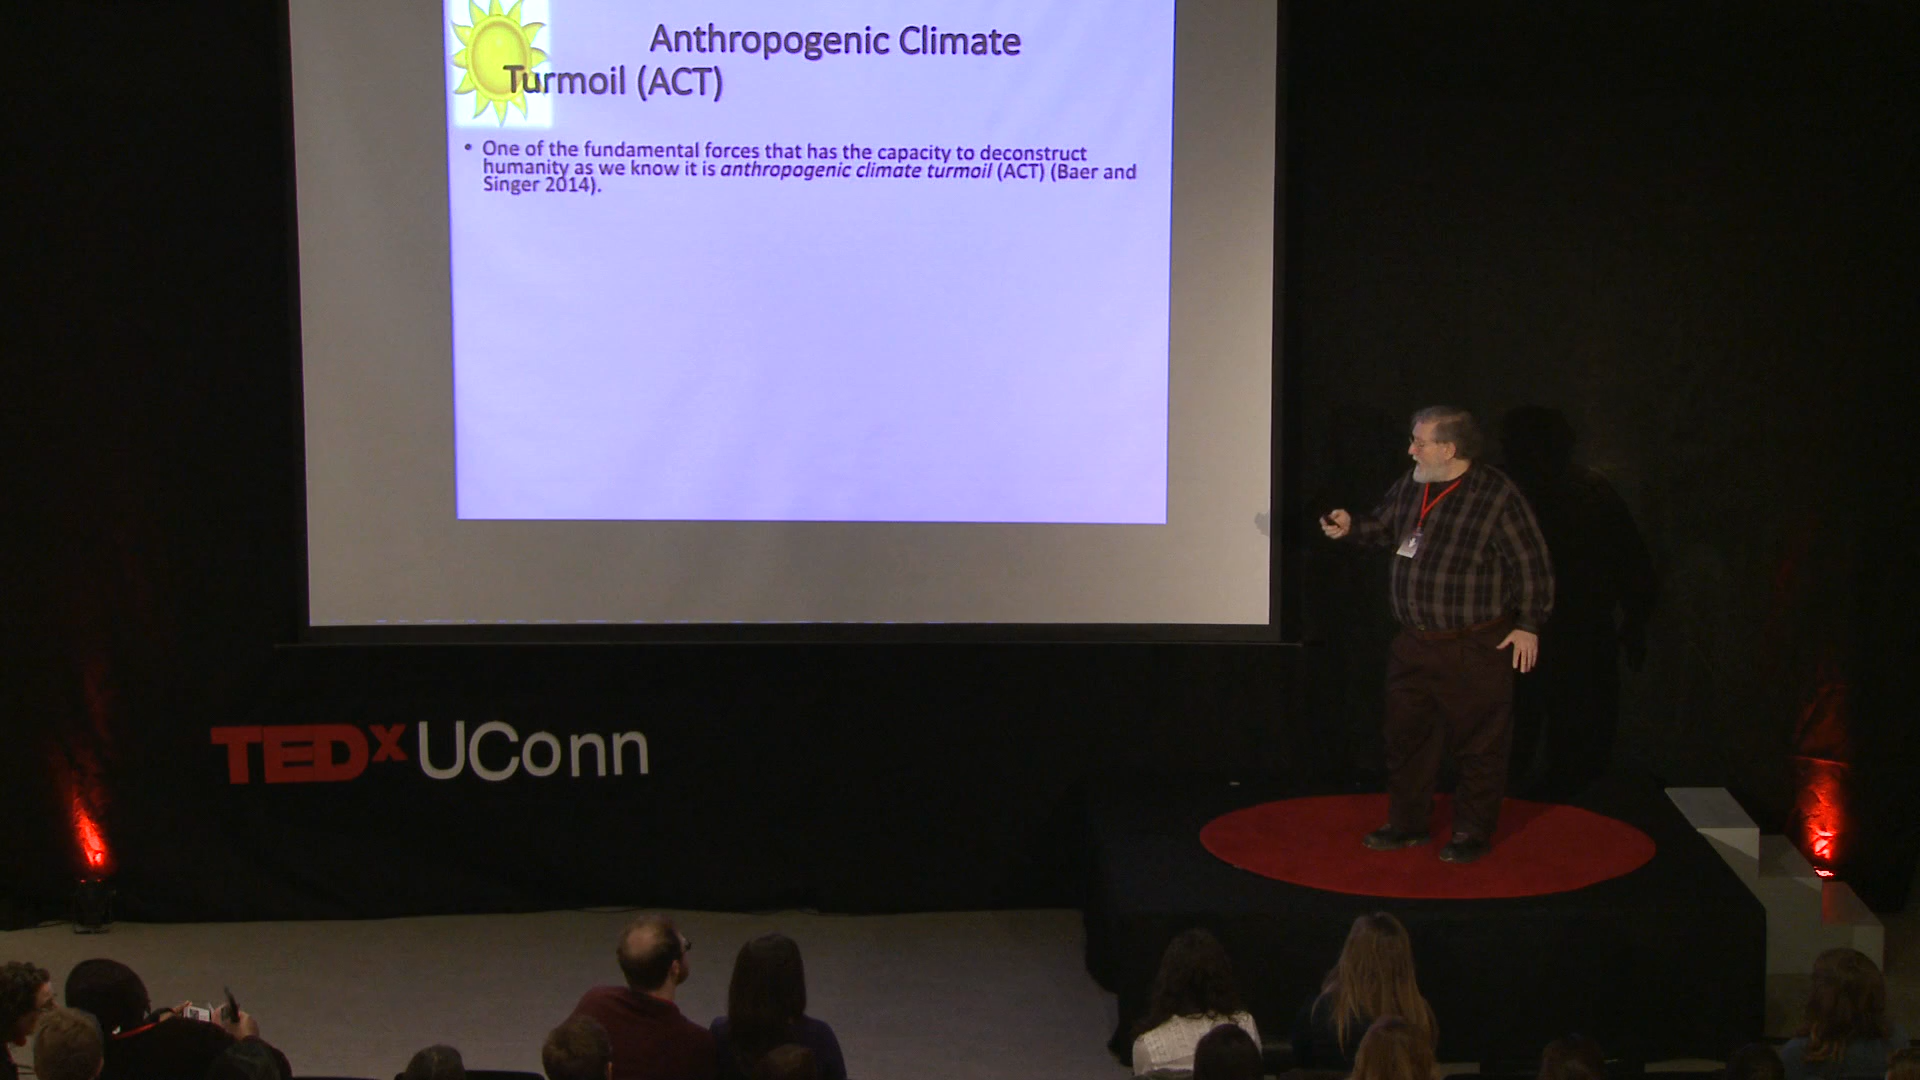 Anthropogenic Climate
Turmoil (ACT)
• One of the fundamental forces that has the capacity to deconstruct
humanity as we know it is anthropogenic climate turmoil (ACT) (Baer and
Singer 2014).
TEDx UConn